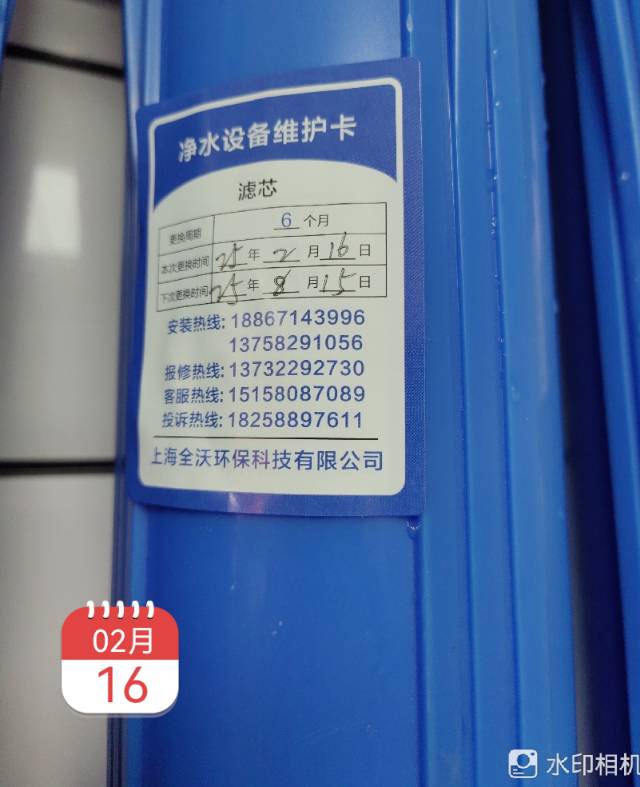 净水设备维护卡
滤芯
更换周期 6 个月
本次更换时间 25 年 2 月 16 日
下次更换时间 25 年 8 月 15 日
安装热线: 18867143996
13758291056
报修热线: 13732292730
客服热线: 15158087089
投诉热线: 18258897611
上海全沃环保科技有限公司
02月
16
水印相机